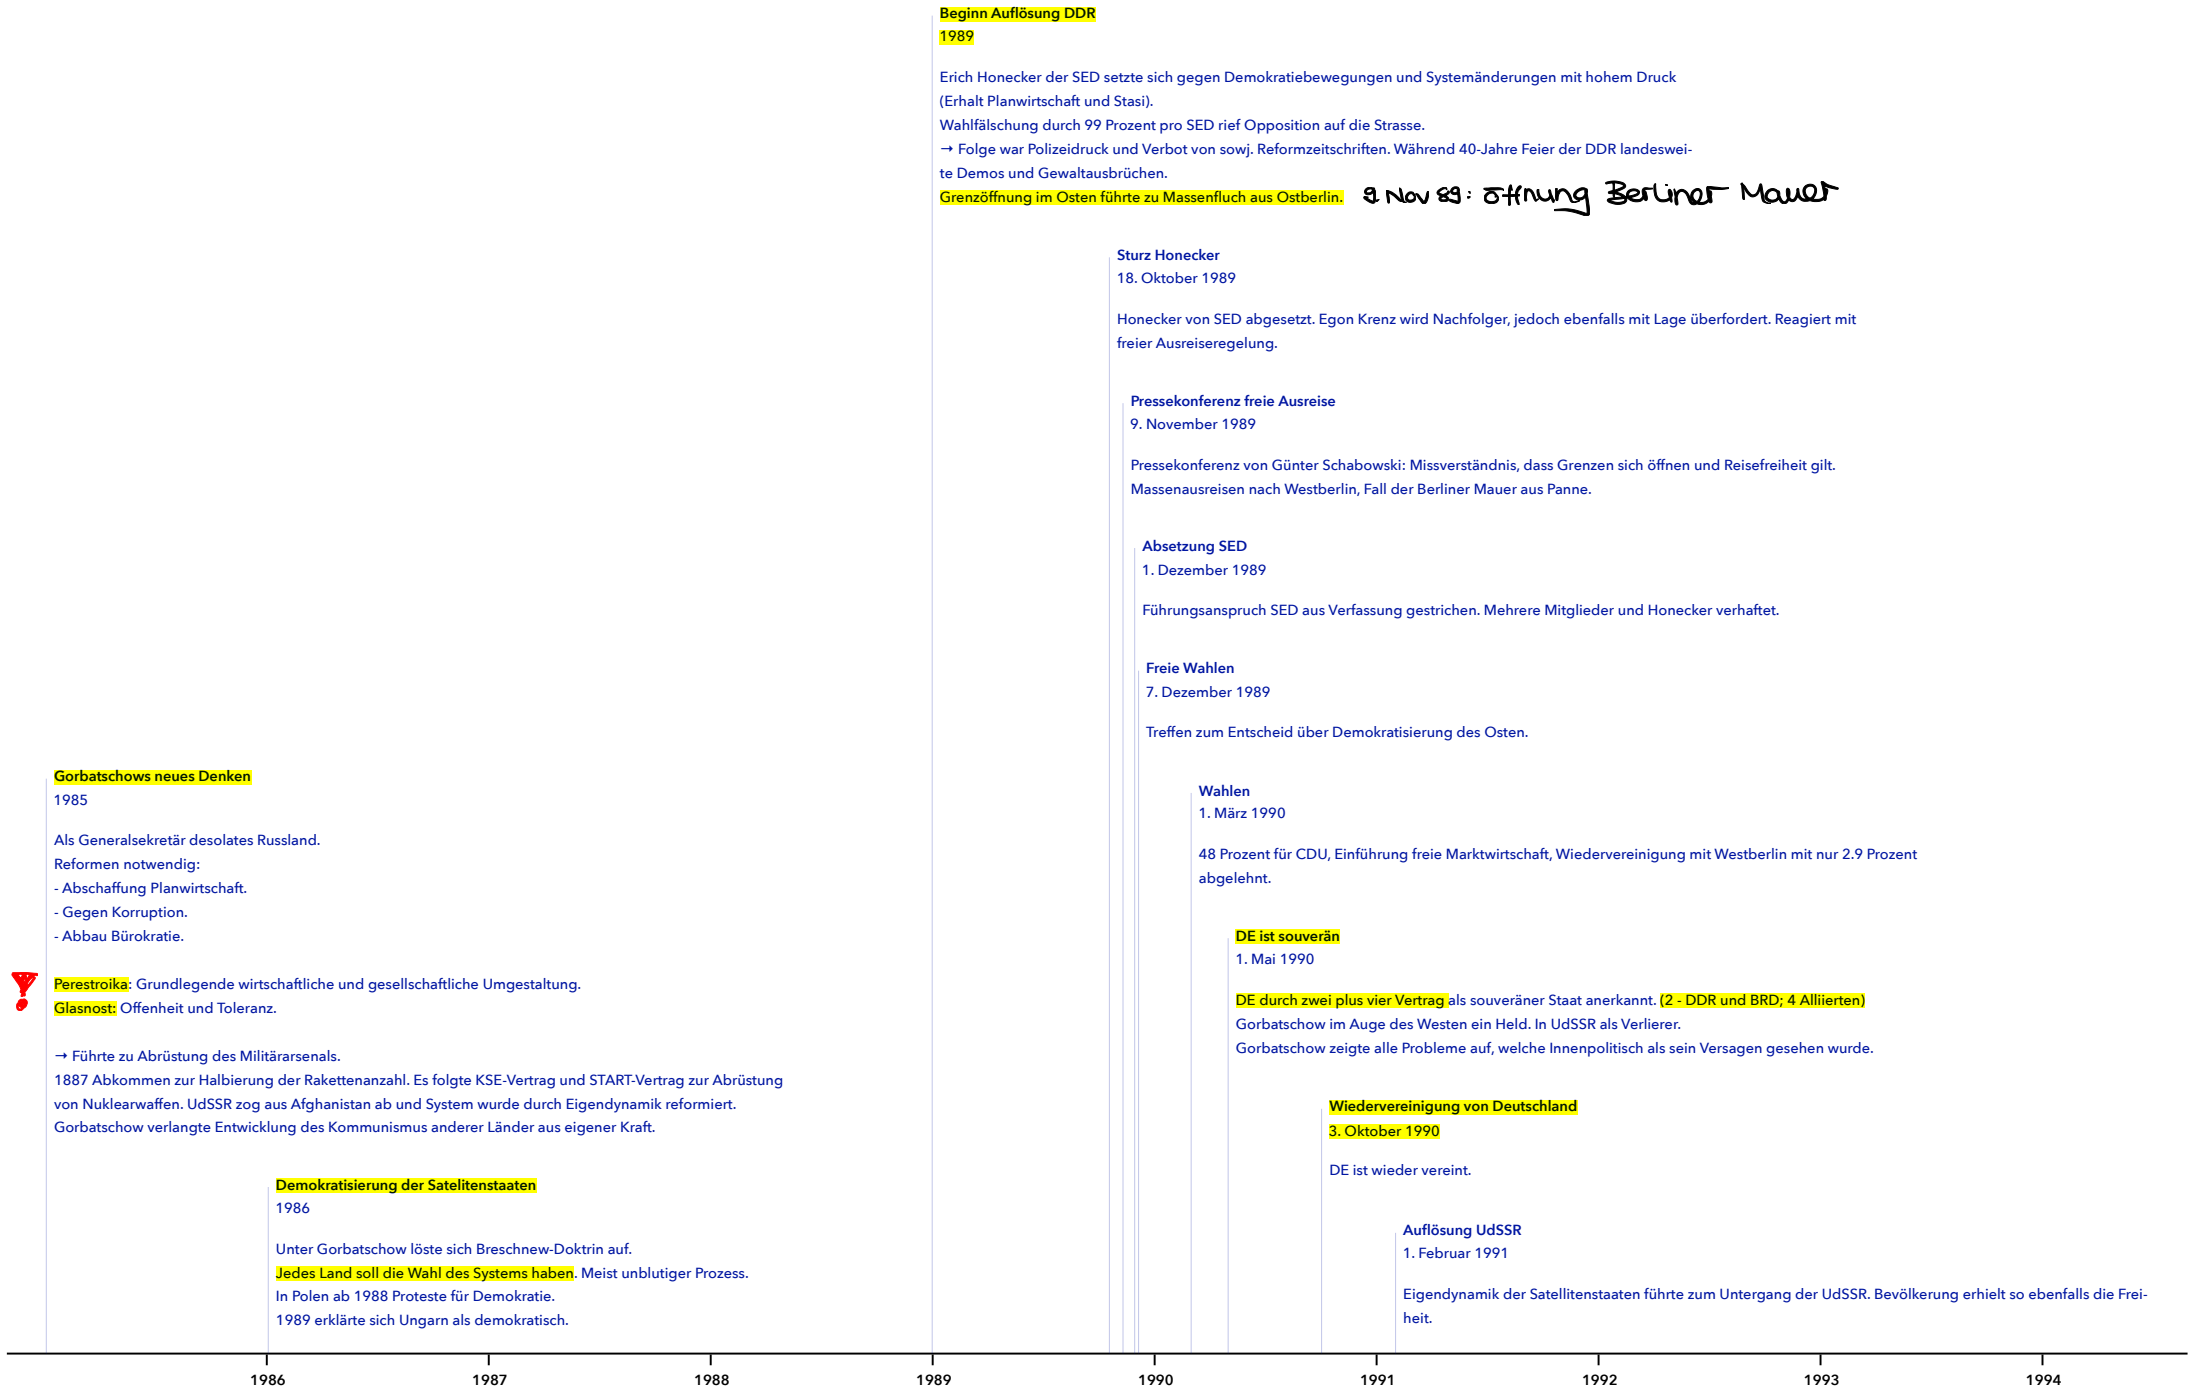 Beginn Auflösung DDR
1989
Erich Honecker der SED setzte sich gegen Demokratiebewegungen und Systemänderungen mit hohem Druck
(Erhalt Planwirtschaft und Stasi).
Wahlfälschung durch 99 Prozent pro SED rief Opposition auf die Strasse.
→ Folge war Polizeidruck und Verbot von sowj. Reformzeitschriften. Während 40-Jahre Feier der DDR landeswei-
te Demos und Gewaltausbrüchen.
Grenzöffnung im Osten führte zu Massenfluch aus Ostberlin. 9 Nov 89: Öffnung Berliner Mauer
Sturz Honecker
18. Oktober 1989
Honecker von SED abgesetzt. Egon Krenz wird Nachfolger, jedoch ebenfalls mit Lage überfordert. Reagiert mit
freier Ausreiseregelung.
Pressekonferenz freie Ausreise
9. November 1989
Pressekonferenz von Günter Schabowski: Missverständnis, dass Grenzen sich öffnen und Reisefreiheit gilt.
Massenausreisen nach Westberlin, Fall der Berliner Mauer aus Panne.
Absetzung SED
1. Dezember 1989
Führungsanspruch SED aus Verfassung gestrichen. Mehrere Mitglieder und Honecker verhaftet.
Freie Wahlen
7. Dezember 1989
Treffen zum Entscheid über Demokratisierung des Osten.
Gorbatschows neues Denken
1985
Als Generalsekretär desolates Russland.
Reformen notwendig:
- Abschaffung Planwirtschaft.
- Gegen Korruption.
- Abbau Bürokratie.
Perestroika: Grundlegende wirtschaftliche und gesellschaftliche Umgestaltung.
Glasnost: Offenheit und Toleranz.
→ Führte zu Abrüstung des Militärarsenals.
1887 Abkommen zur Halbierung der Rakettenanzahl. Es folgte KSE-Vertrag und START-Vertrag zur Abrüstung
von Nuklearwaffen. UdSSR zog aus Afghanistan ab und System wurde durch Eigendynamik reformiert.
Gorbatschow verlangte Entwicklung des Kommunismus anderer Länder aus eigener Kraft.
Wahlen
1. März 1990
48 Prozent für CDU, Einführung freie Marktwirtschaft, Wiedervereinigung mit Westberlin mit nur 2.9 Prozent
abgelehnt.
DE ist souverän
1. Mai 1990
DE durch zwei plus vier Vertrag als souveräner Staat anerkannt. (2 - DDR und BRD; 4 Alliierten)
Gorbatschow im Auge des Westen ein Held. In UdSSR als Verlierer.
Gorbatschow zeigte alle Probleme auf, welche Innenpolitisch als sein Versagen gesehen wurde.
Wiedervereinigung von Deutschland
3. Oktober 1990
DE ist wieder vereint.
Demokratisierung der Satelitenstaaten
1986
Unter Gorbatschow löste sich Breschnew-Doktrin auf.
Jedes Land soll die Wahl des Systems haben. Meist unblutiger Prozess.
In Polen ab 1988 Proteste für Demokratie.
1989 erklärte sich Ungarn als demokratisch.
Auflösung UdSSR
1. Februar 1991
Eigendynamik der Satellitenstaaten führte zum Untergang der UdSSR. Bevölkerung erhielt so ebenfalls die Frei-
heit.
1986 1987 1988 1989 1990 1991 1992 1993 1994